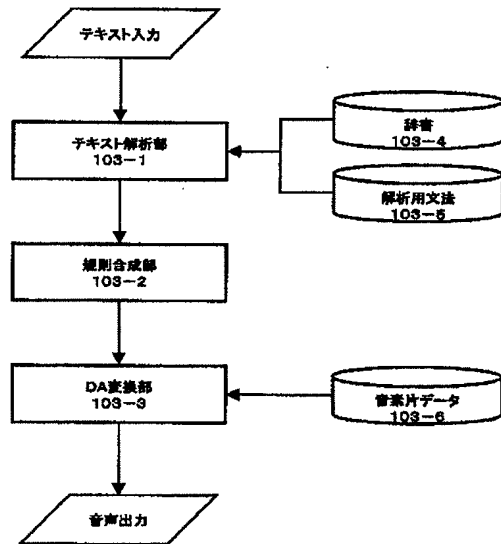 テキスト入力
テキスト解析部
103-1
辞書
103-4
解析用文法
103-5
規則合成部
103-2
DA変換部
103-3
音素片データ
103-6
音声出力